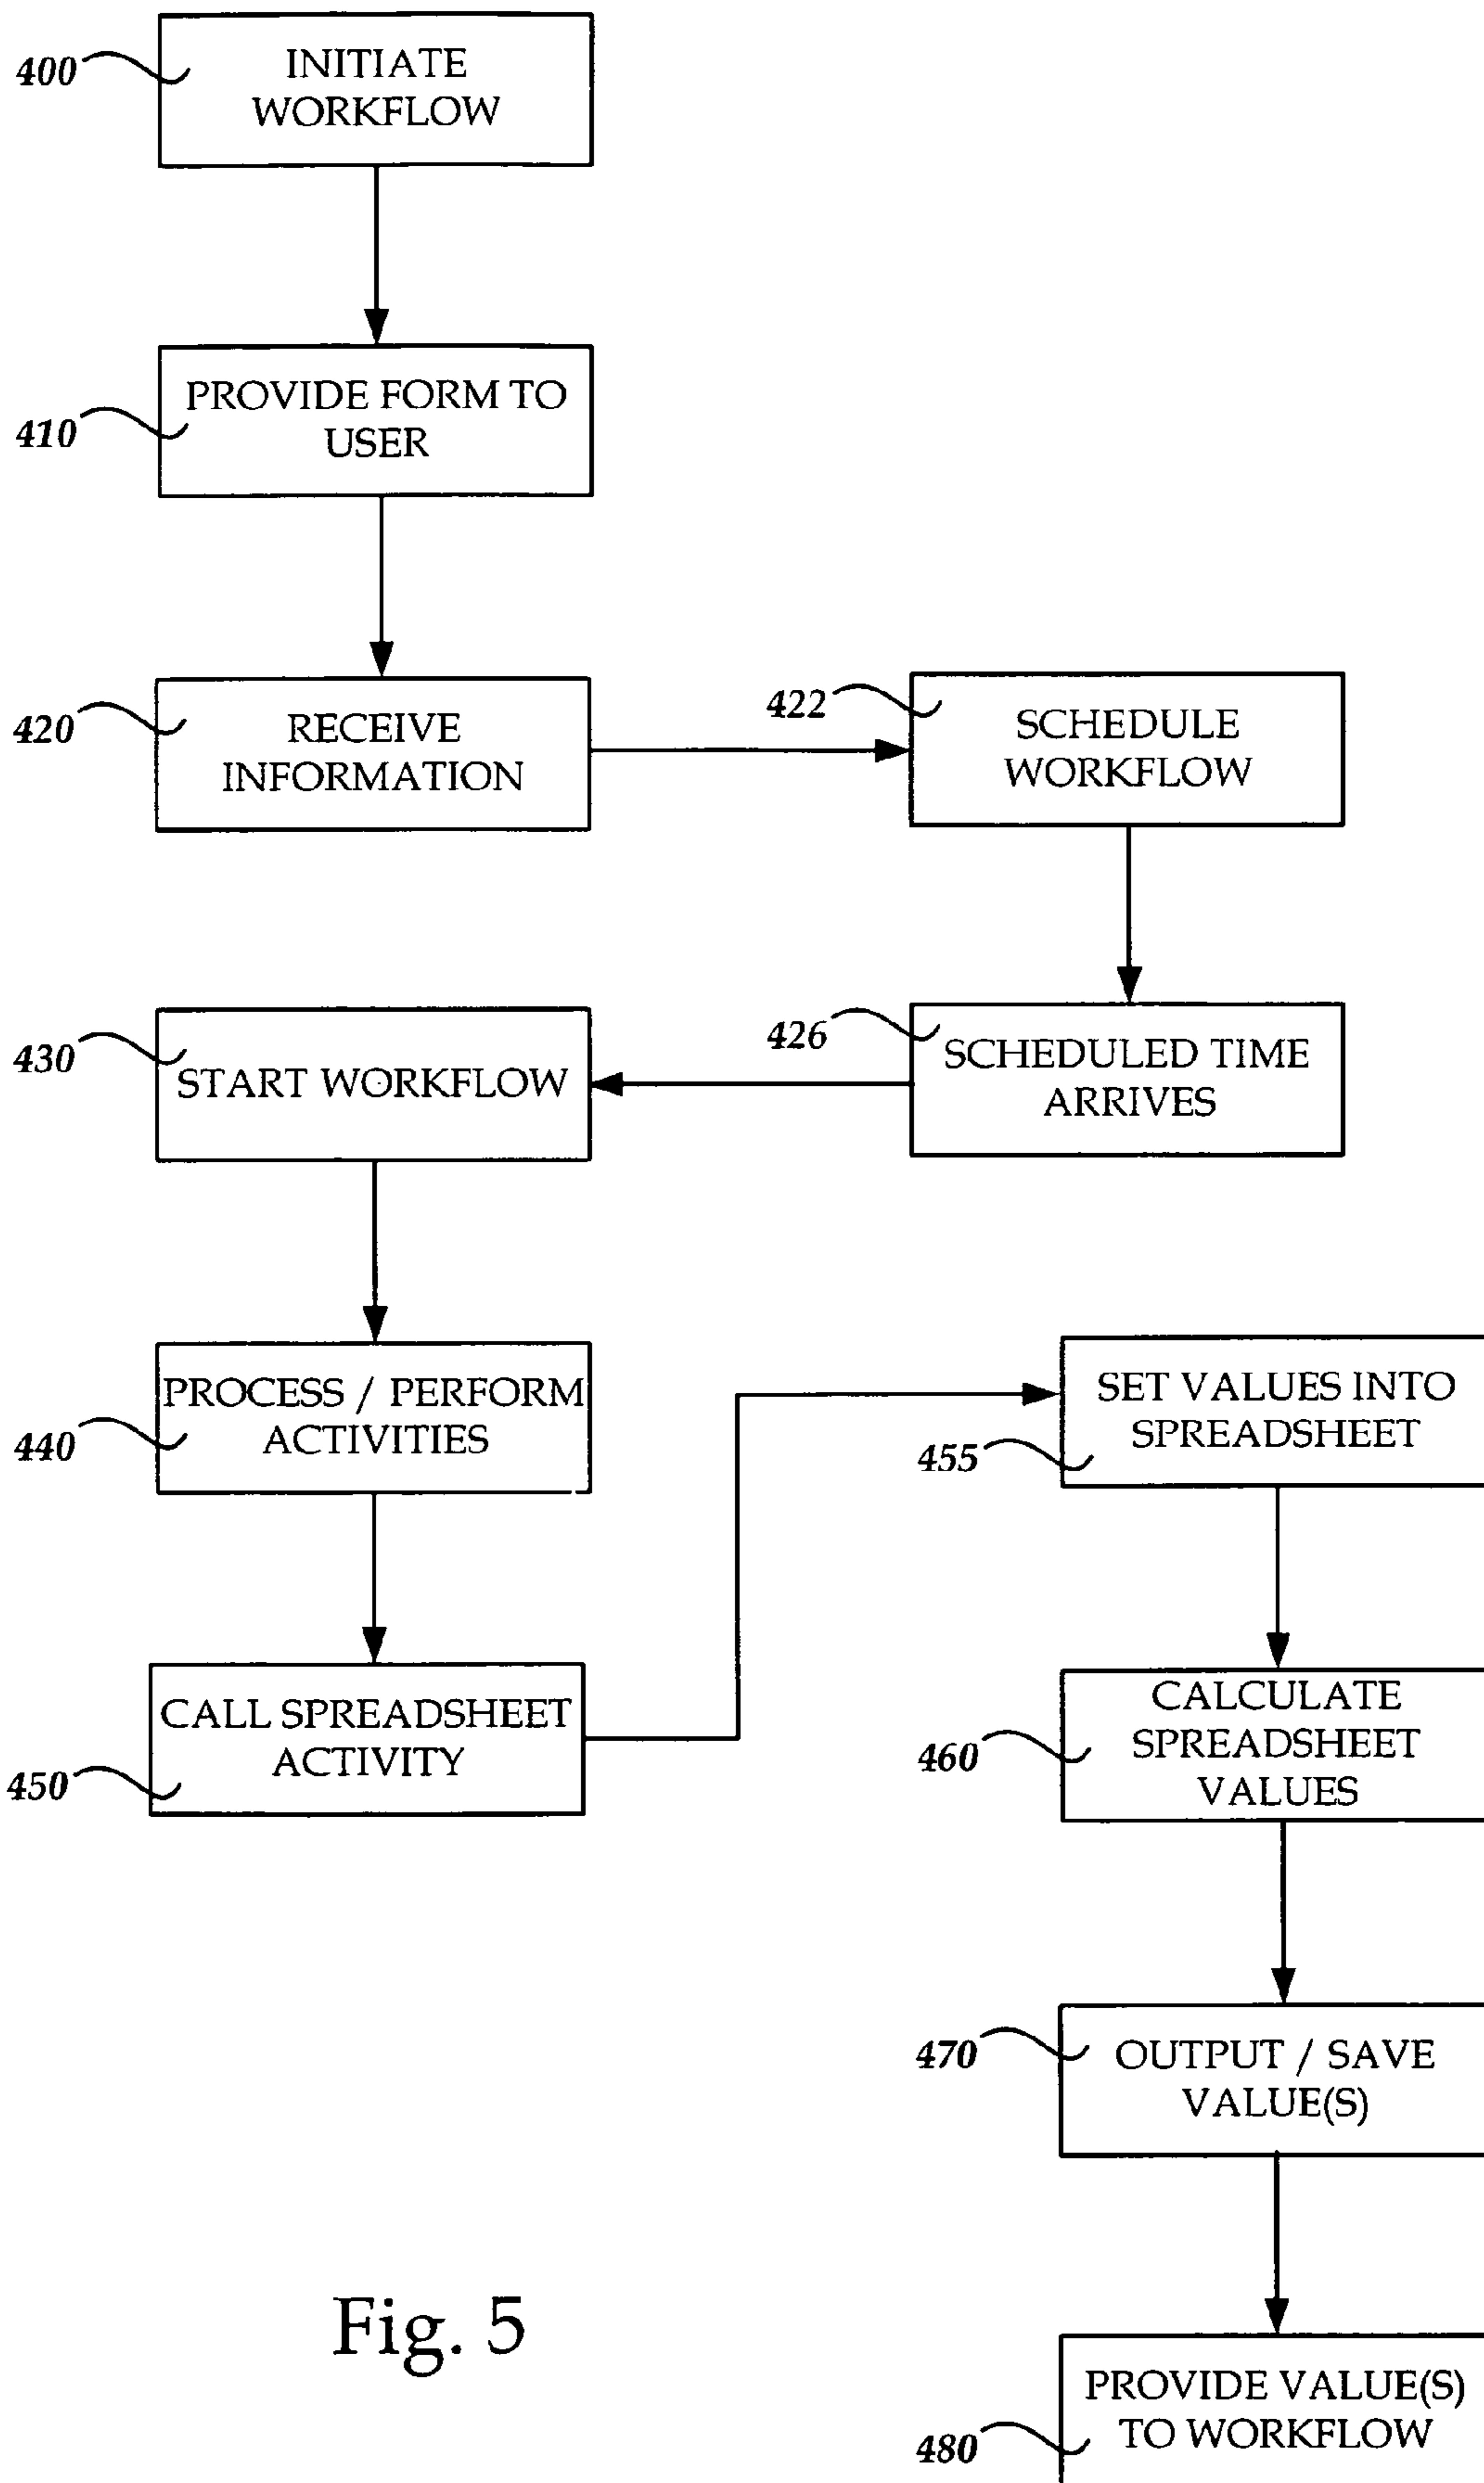 400
INITIATE
WORKFLOW
410
PROVIDE FORM TO
USER
420
RECEIVE
INFORMATION
422
SCHEDULE
WORKFLOW
426
SCHEDULED TIME
ARRIVES
430
START WORKFLOW
440
PROCESS / PERFORM
ACTIVITIES
450
CALL SPREADSHEET
ACTIVITY
455
SET VALUES INTO
SPREADSHEET
460
CALCULATE
SPREADSHEET
VALUES
470
OUTPUT / SAVE
VALUE(S)
480
PROVIDE VALUE(S)
TO WORKFLOW
Fig. 5